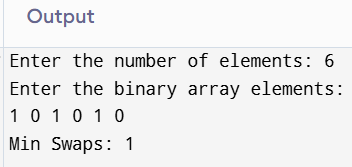 Output
Enter the number of elements: 6
Enter the binary array elements:
1 0 1 0 1 0
Min Swaps: 1